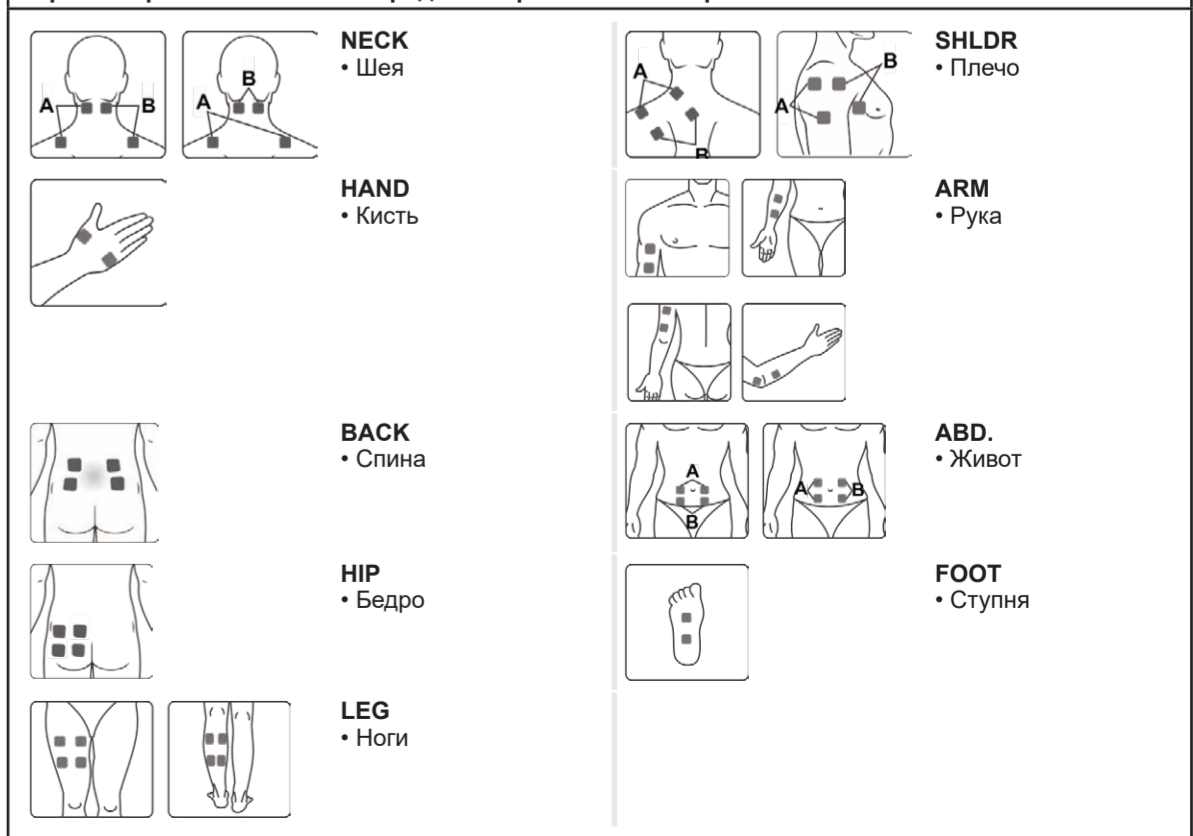 NECK
• Шея
A
B
A
B
SHLDR
• Плечо
A
B
A
B
HAND
• Кисть
ARM
• Рука
BACK
• Спина
ABD.
• Живот
A
B
A
B
HIP
• Бедро
FOOT
• Ступня
LEG
• Ноги